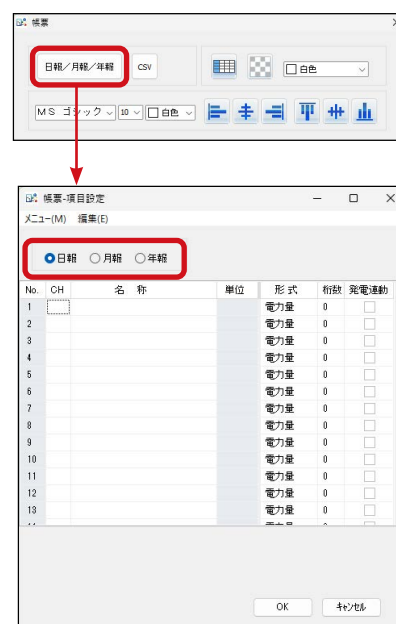 帳票
日報／月報／年報 CSV 白色
ＭＳ ゴシック 10 白色
帳票-項目設定
メニュー(M) 編集(E)
日報 月報 年報
No. CH 名 称 単位 形 式 桁数 発電連動
1 電力量 0
2 電力量 0
3 電力量 0
4 電力量 0
5 電力量 0
6 電力量 0
7 電力量 0
8 電力量 0
9 電力量 0
10 電力量 0
11 電力量 0
12 電力量 0
13 電力量 0
OK キャンセル